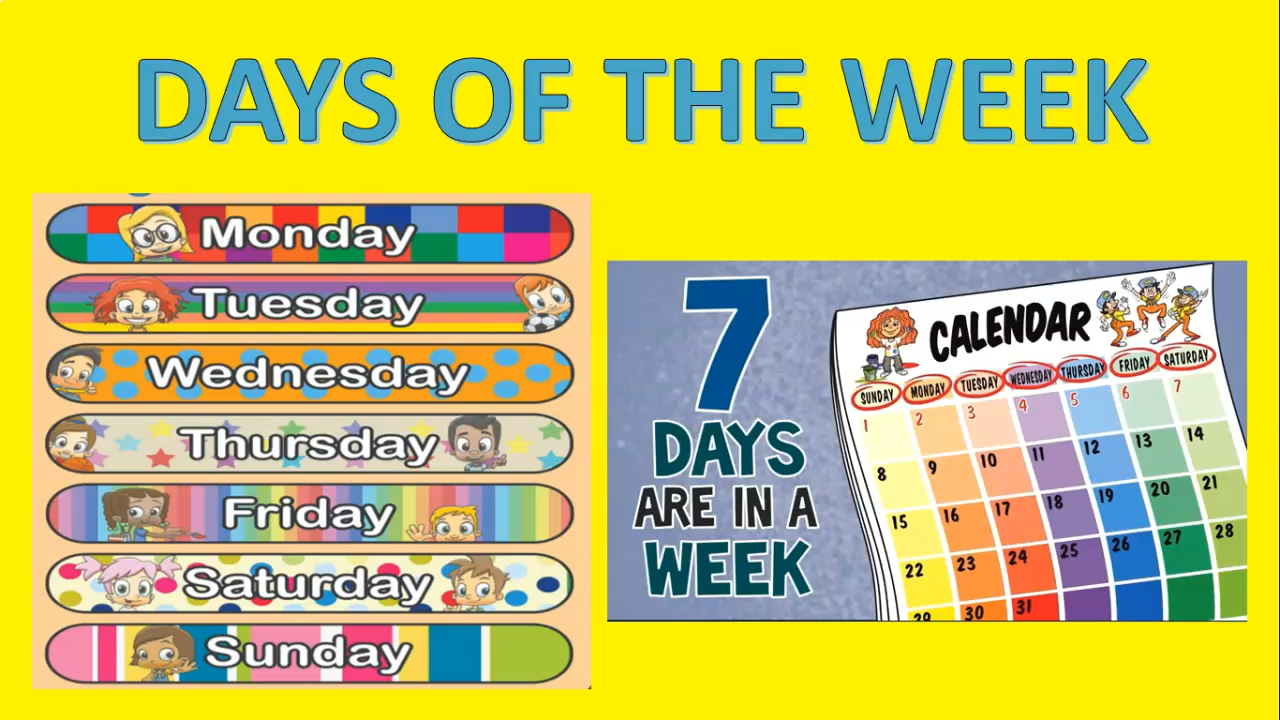 DAYS OF THE WEEK
Monday
Tuesday
Wednesday
Thursday
Friday
Saturday
Sunday
7
DAYS
ARE IN A
WEEK
CALENDAR
SUNDAY MONDAY TUESDAY WEDNESDAY THURSDAY FRIDAY SATURDAY
1 2 3 4 5 6 7
8 9 10 11 12 13 14
15 16 17 18 19 20 21
22 23 24 25 26 27 28
29 30 31